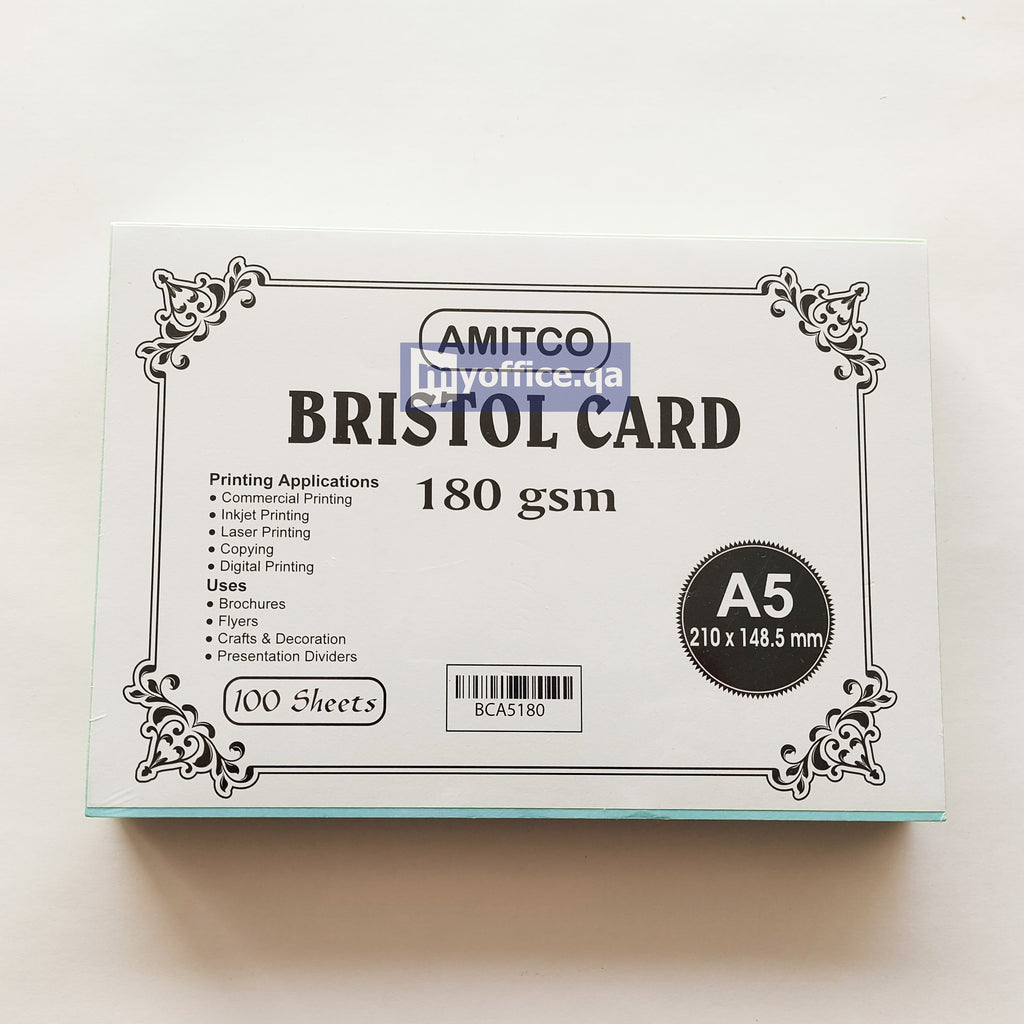 AMITCO
myoffice.qa
BRISTOL CARD
180 gsm
Printing Applications
• Commercial Printing
• Inkjet Printing
• Laser Printing
• Copying
• Digital Printing
Uses
• Brochures
• Flyers
• Crafts & Decoration
• Presentation Dividers
100 Sheets
BCA5180
A5
210 x 148.5 mm